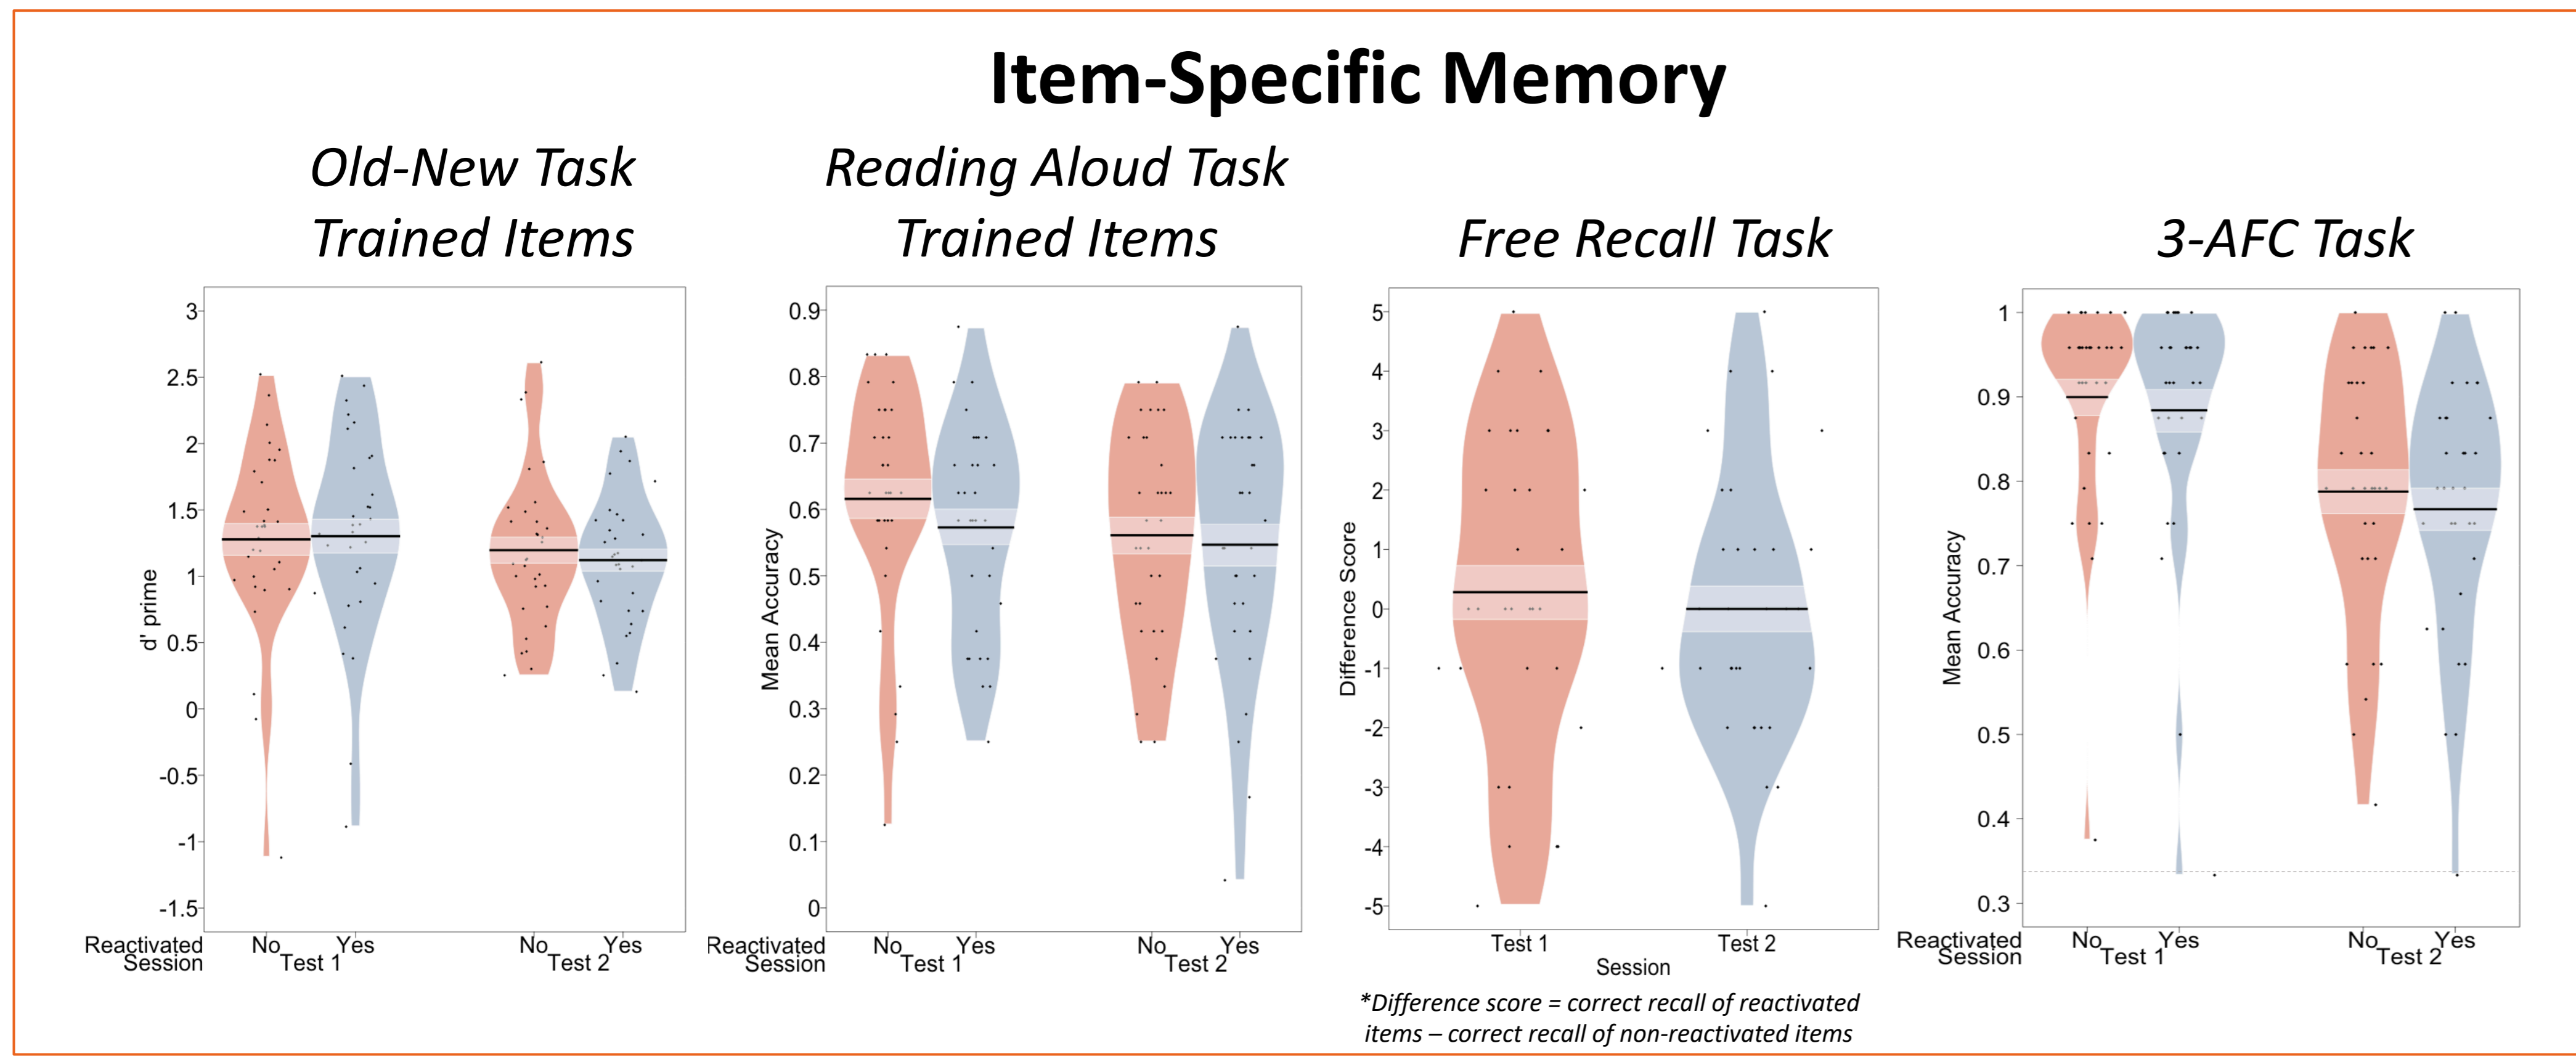 Item-Specific Memory
Old-New Task
Trained Items
3
2.5
2
1.5
1
0.5
0
-0.5
-1
-1.5
d' prime
Reactivated No Yes No Yes
Session Test 1 Test 2
Reading Aloud Task
Trained Items
0.9
0.8
0.7
0.6
0.5
0.4
0.3
0.2
0.1
0
Mean Accuracy
Reactivated No Yes No Yes
Session Test 1 Test 2
Free Recall Task
5
4
3
2
1
0
-1
-2
-3
-4
-5
Difference Score
Test 1 Test 2
Session
*Difference score = correct recall of reactivated
items – correct recall of non-reactivated items
3-AFC Task
1
0.9
0.8
0.7
0.6
0.5
0.4
0.3
Mean Accuracy
Reactivated No Yes No Yes
Session Test 1 Test 2